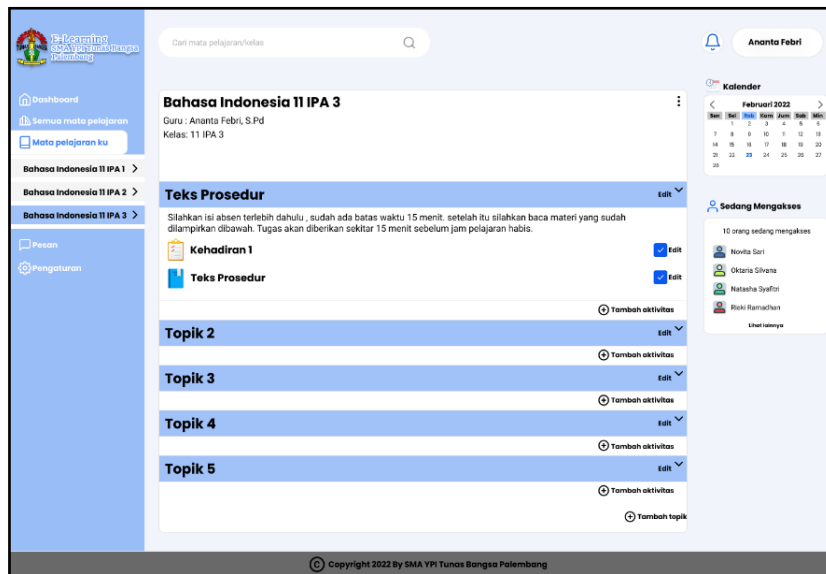 E-Learning
SMA YPI Tunas Bangsa
Palembang
Cari mata pelajaran/kelas
Ananta Febri
Dashboard
Semua mata pelajaran
Mata pelajaran ku
Bahasa Indonesia 11 IPA 1
Bahasa Indonesia 11 IPA 2
Bahasa Indonesia 11 IPA 3
Pesan
Pengaturan
Bahasa Indonesia 11 IPA 3
Guru : Ananta Febri, S.Pd
Kelas: 11 IPA 3
Teks Prosedur
Edit
Silahkan isi absen terlebih dahulu , sudah ada batas waktu 15 menit. setelah itu silahkan baca materi yang sudah
dilampirkan dibawah. Tugas akan diberikan sekitar 15 menit sebelum jam pelajaran habis.
Kehadiran 1
Edit
Teks Prosedur
Edit
Tambah aktivitas
Topik 2
Edit
Tambah aktivitas
Topik 3
Edit
Tambah aktivitas
Topik 4
Edit
Tambah aktivitas
Topik 5
Edit
Tambah aktivitas
Tambah topik
Kalender
Februari 2022
Sen Sel Rab Kam Jum Sab Min
1 2 3 4 5 6
7 8 9 10 11 12 13
14 15 16 17 18 19 20
21 22 23 24 25 26 27
28
Sedang Mengakses
10 orang sedang mengakses
Novita Sari
Oktaria Silvana
Natasha Syafitri
Rieki Ramadhan
Lihat lainnya
C Copyright 2022 By SMA YPI Tunas Bangsa Palembang